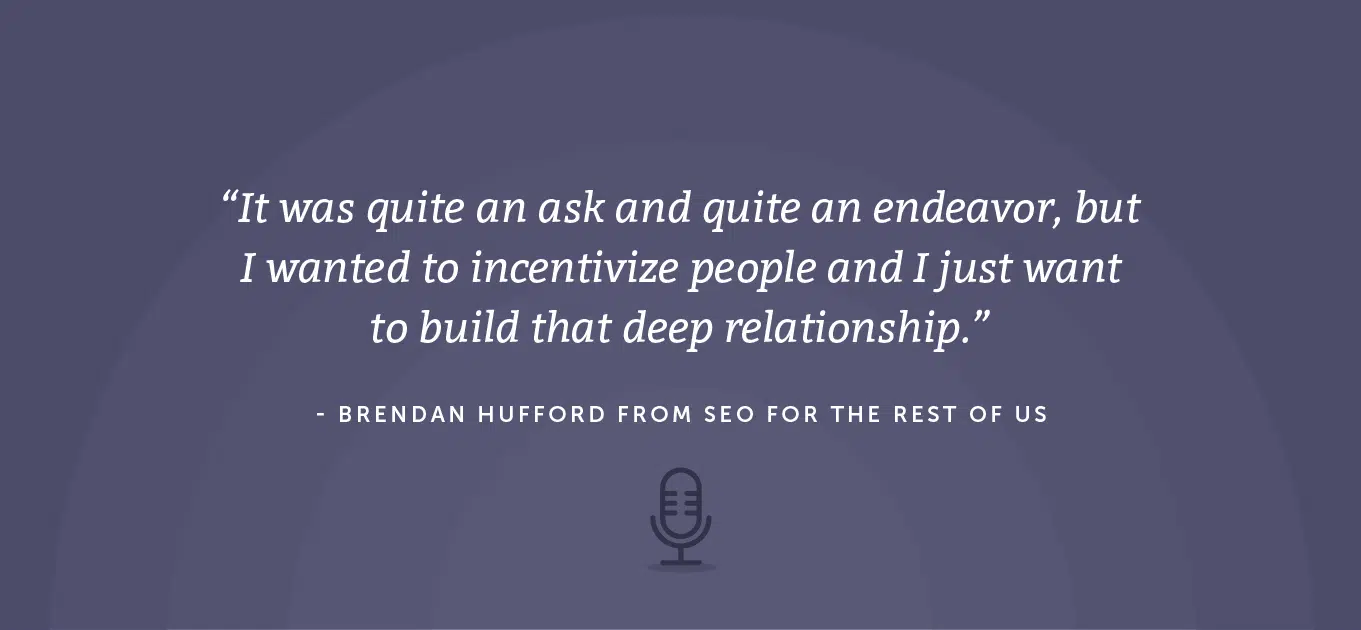 “It was quite an ask and quite an endeavor, but
I wanted to incentivize people and I just want
to build that deep relationship.”
- BRENDAN HUFFORD FROM SEO FOR THE REST OF US